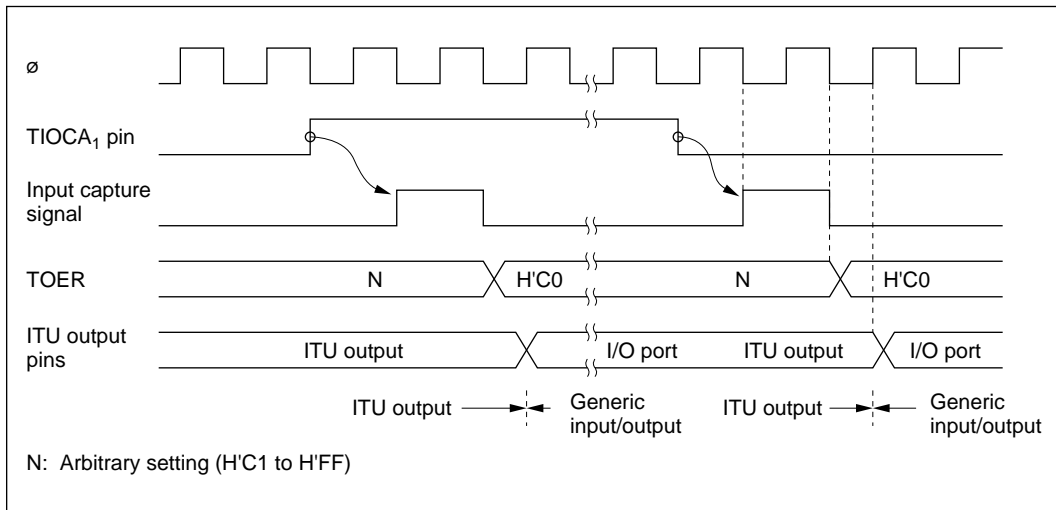 ø
TIOCA1 pin
Input capture
signal
TOER N H'C0 N H'C0
ITU output
pins
ITU output I/O port ITU output I/O port
ITU output Generic
input/output
ITU output Generic
input/output
N: Arbitrary setting (H'C1 to H'FF)